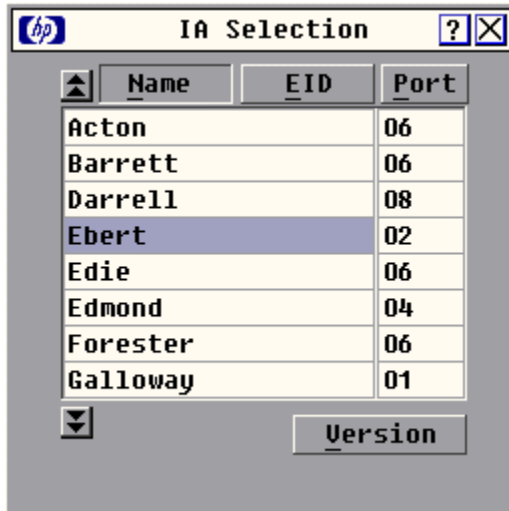 hp IA Selection ? X
Name EID Port
Acton 06
Barrett 06
Darrell 08
Ebert 02
Edie 06
Edmond 04
Forester 06
Galloway 01
Version